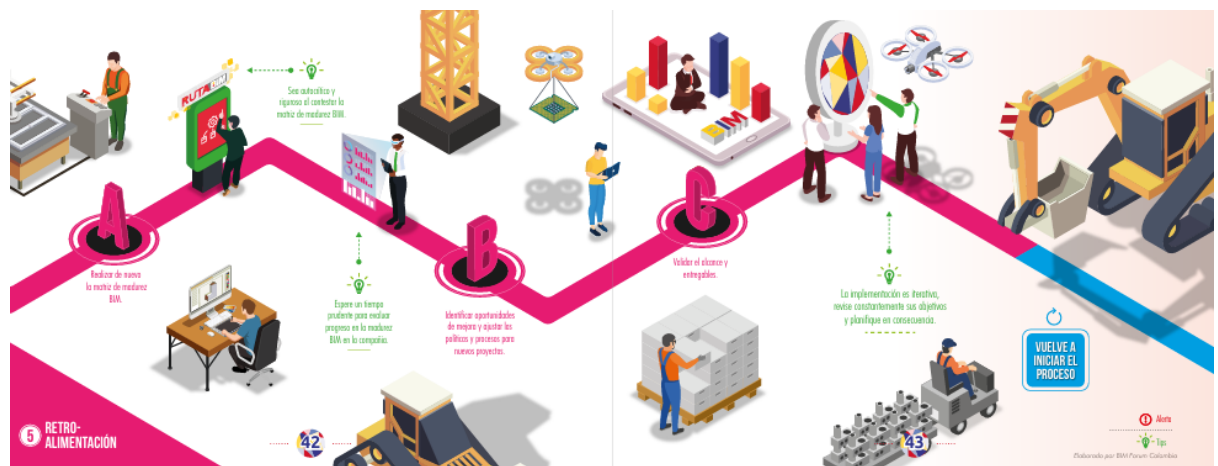 RUTA BIM
Sea autocrítico y
riguroso al contestar la
matriz de madurez BIM.
A
Realizar de nuevo
la matriz de madurez
BIM.
Espere un tiempo
prudente para evaluar
progreso en la madurez
BIM en la compañía.
B
Identificar oportunidades
de mejora y ajustar las
políticas y procesos para
nuevos proyectos.
BIM
C
Validar el alcance y
entregables.
La implementación es iterativa,
revise constantemente sus objetivos
y planifique en consecuencia.
VUELVE A
INICIAR EL
PROCESO
5 RETRO-
ALIMENTACIÓN
42
43
Alerta
Tips
Elaborado por BIM Forum Colombia